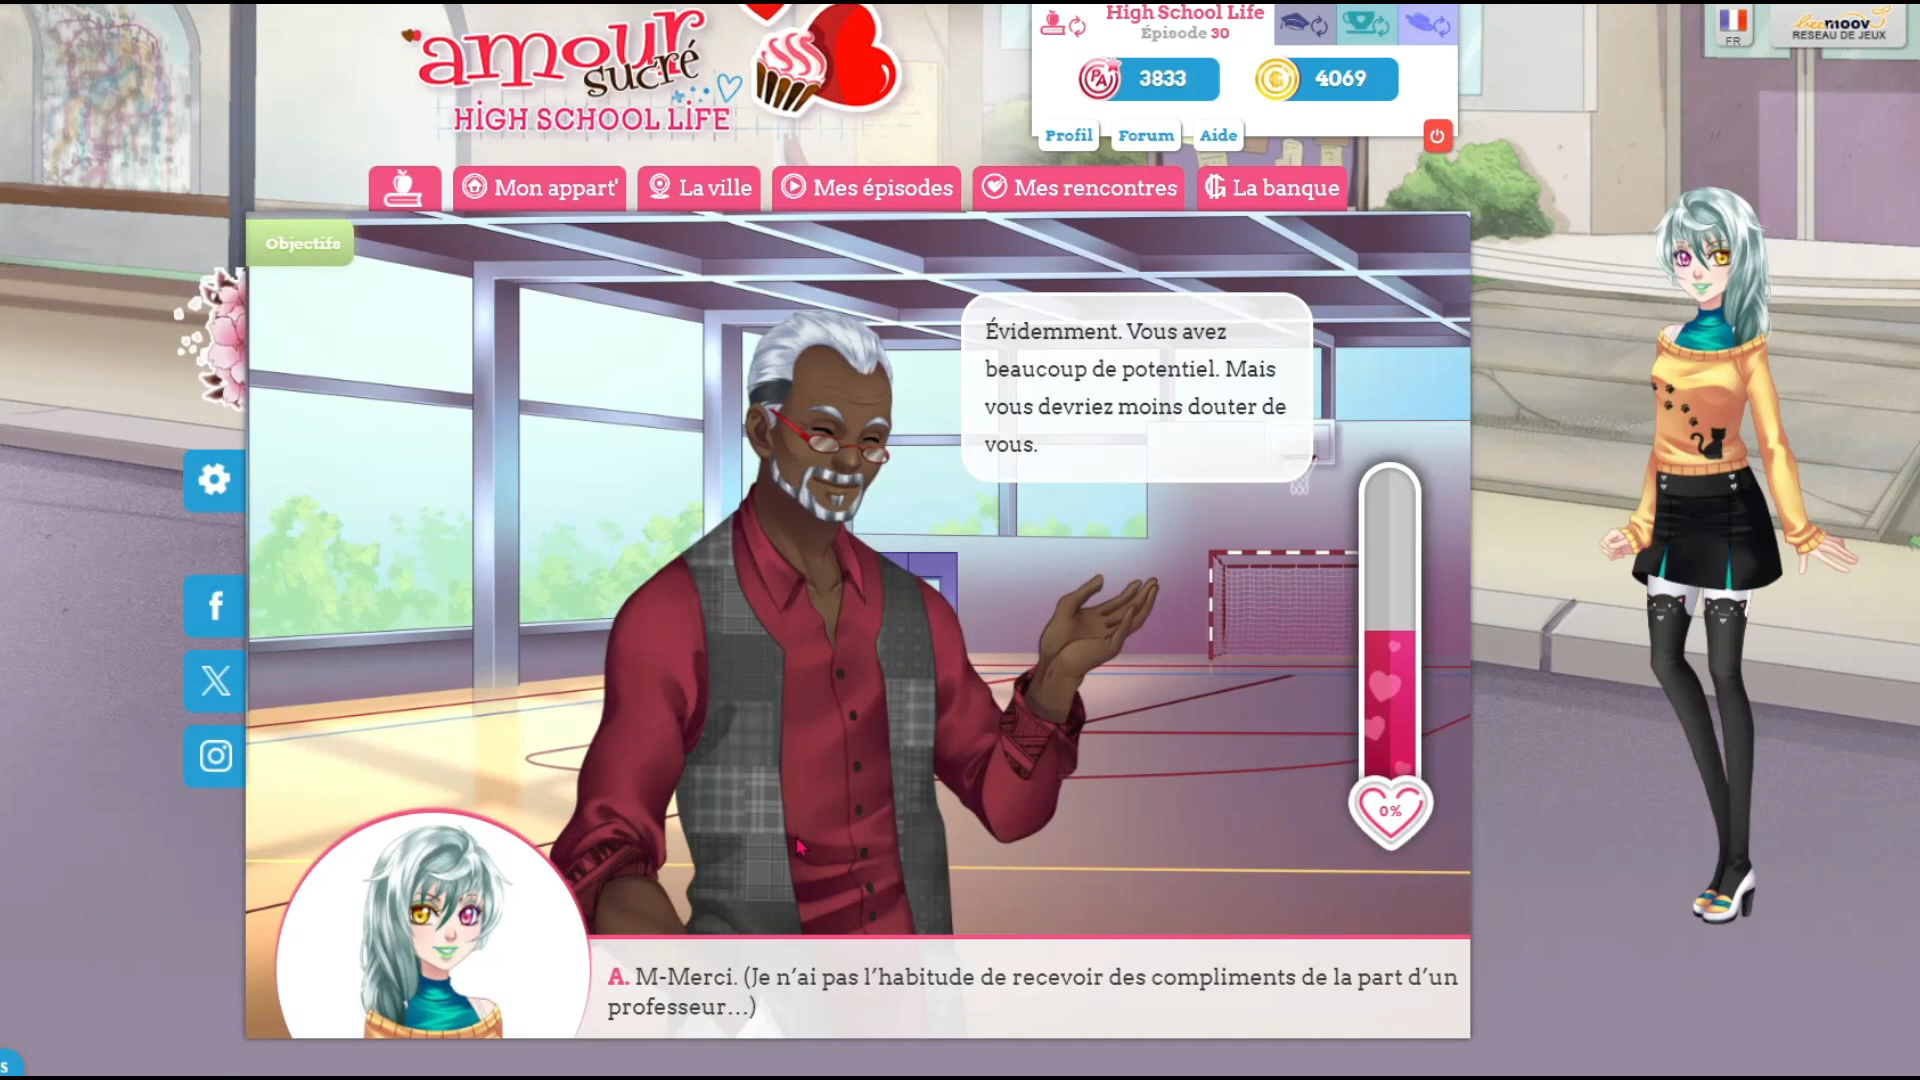 amour
sucré
HIGH SCHOOL LIFE
High School Life
Épisode 30
PA
3833
4069
Profil
Forum
Aide
FR
beemoov
RESEAU DE JEUX
Mon appart'
La ville
Mes épisodes
Mes rencontres
La banque
Objectifs
Évidemment. Vous avez
beaucoup de potentiel. Mais
vous devriez moins douter de
vous.
0%
A. M-Merci. (Je n’ai pas l’habitude de recevoir des compliments de la part d’un
professeur...)
s